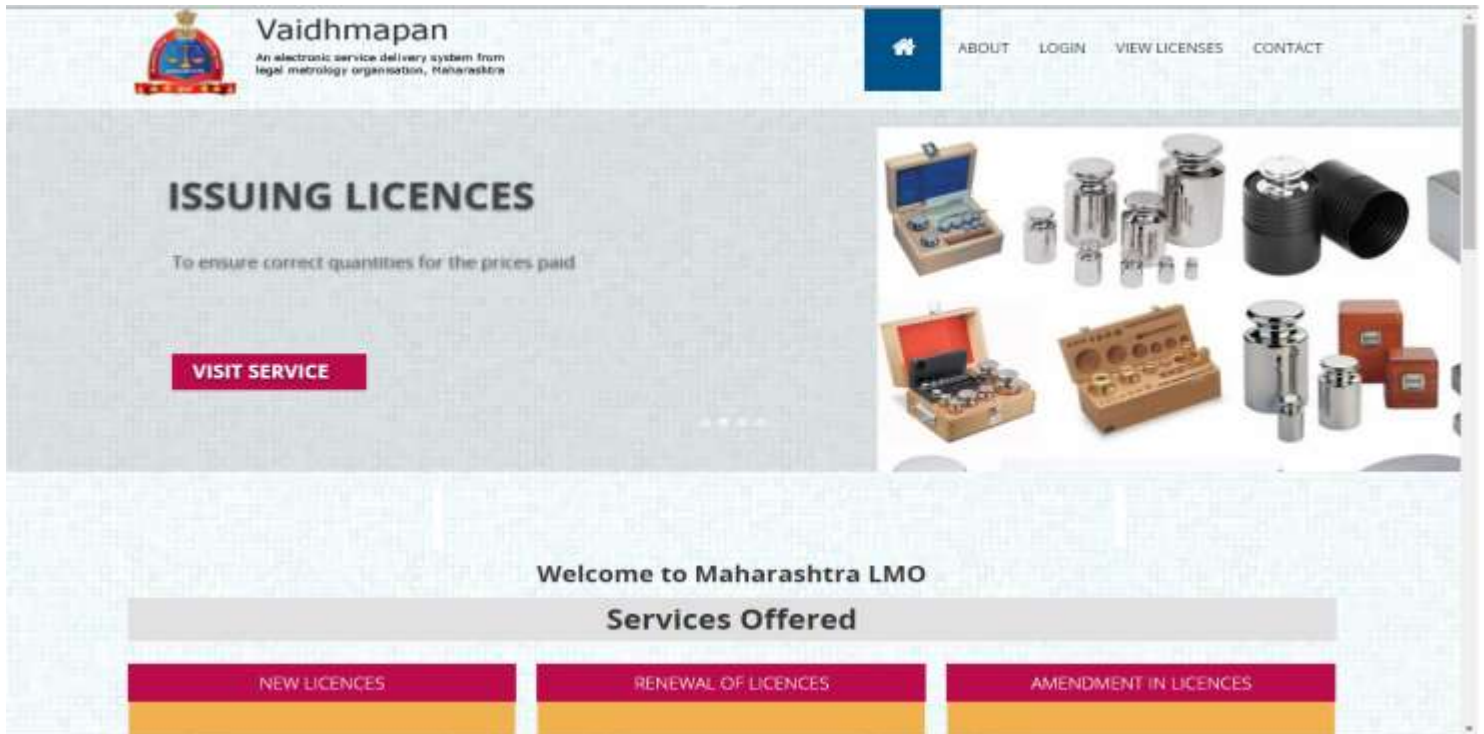 Vaidhmapan
An electronic service delivery system from
legal metrology organisation, Maharashtra
ABOUT LOGIN VIEW LICENSES CONTACT
ISSUING LICENCES
To ensure correct quantities for the prices paid
VISIT SERVICE
Welcome to Maharashtra LMO
Services Offered
NEW LICENCES RENEWAL OF LICENCES AMENDMENT IN LICENCES